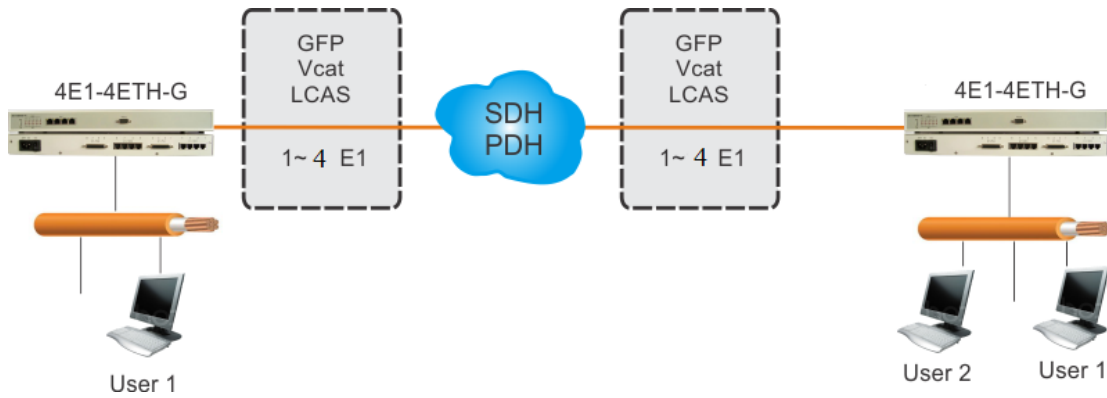 4E1-4ETH-G
GFP
Vcat
LCAS
1~ 4 E1
SDH
PDH
GFP
Vcat
LCAS
1~ 4 E1
4E1-4ETH-G
User 1
User 2
User 1